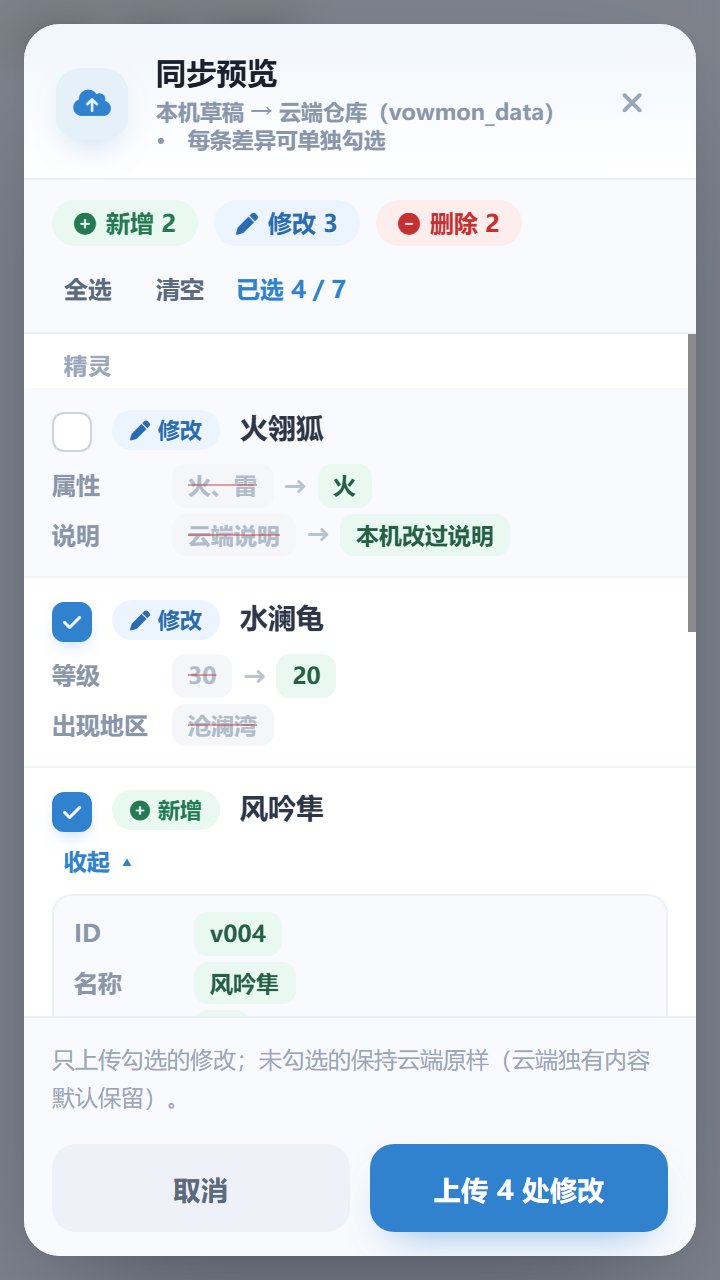 同步预览
本机草稿 → 云端仓库（vowmon_data）
• 每条差异可单独勾选
新增 2 修改 3 删除 2
全选 清空 已选 4 / 7
精灵
修改 火翎狐
属性 火、雷 → 火
说明 云端说明 → 本机改过说明
修改 水澜龟
等级 30 → 20
出现地区 沧澜湾
新增 风吟隼
收起 ▲
ID v004
名称 风吟隼
只上传勾选的修改；未勾选的保持云端原样（云端独有内容
默认保留）。
取消 上传 4 处修改